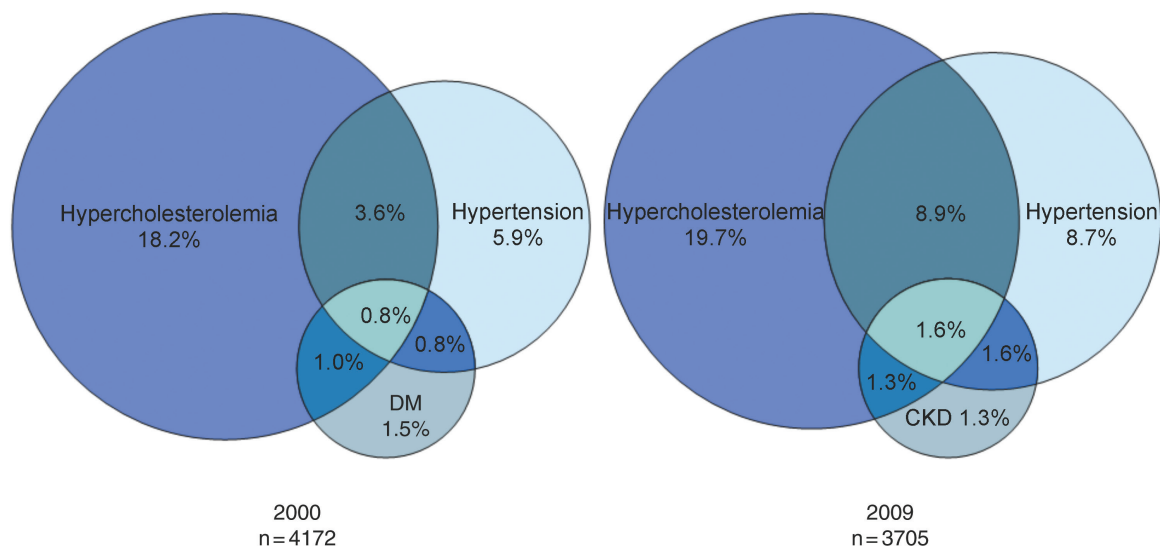 Hypercholesterolemia
18.2%
3.6%
Hypertension
5.9%
0.8%
0.8%
1.0%
DM
1.5%
2000
n=4172
Hypercholesterolemia
19.7%
8.9%
Hypertension
8.7%
1.6%
1.6%
1.3%
CKD 1.3%
2009
n=3705